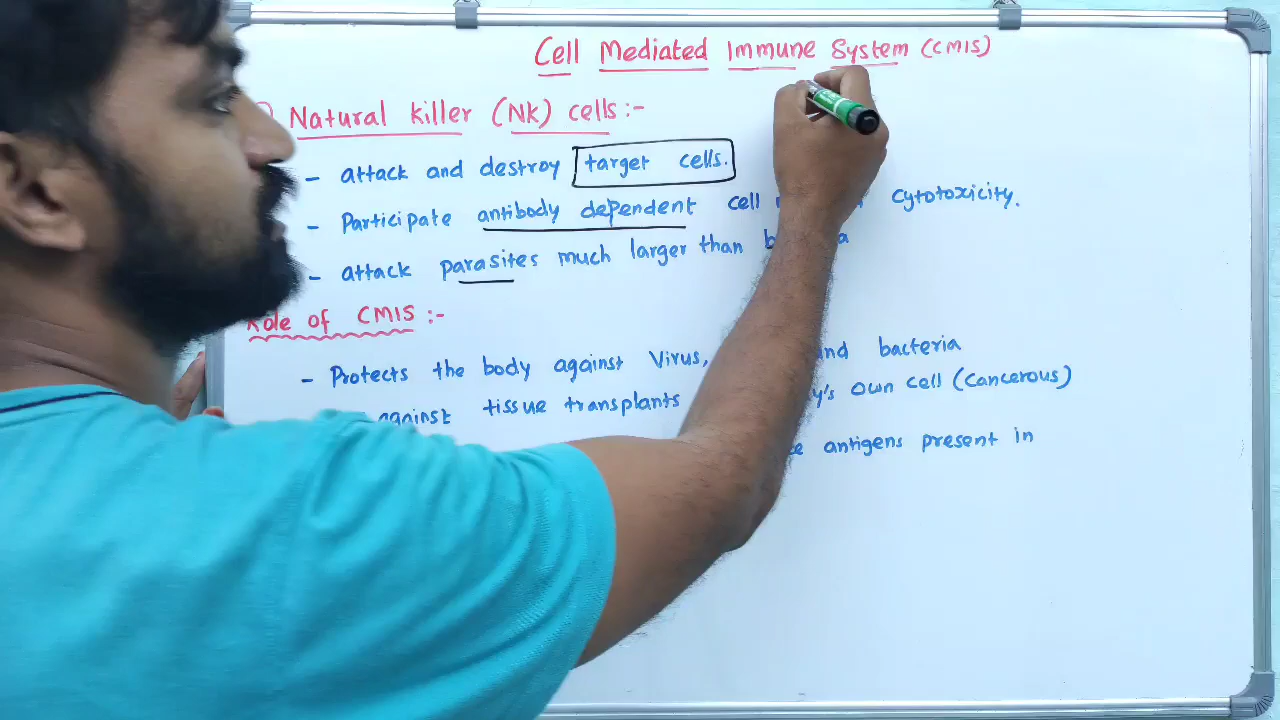 Cell Mediated Immune System (CMIS)
) Natural killer (NK) cells :-
- attack and destroy target cells.
- Participate antibody dependent cell cytotoxicity.
- attack parasites much larger than
Role of CMIS :-
- Protects the body against Virus, and bacteria
against tissue transplants own cell (cancerous)
antigens present in